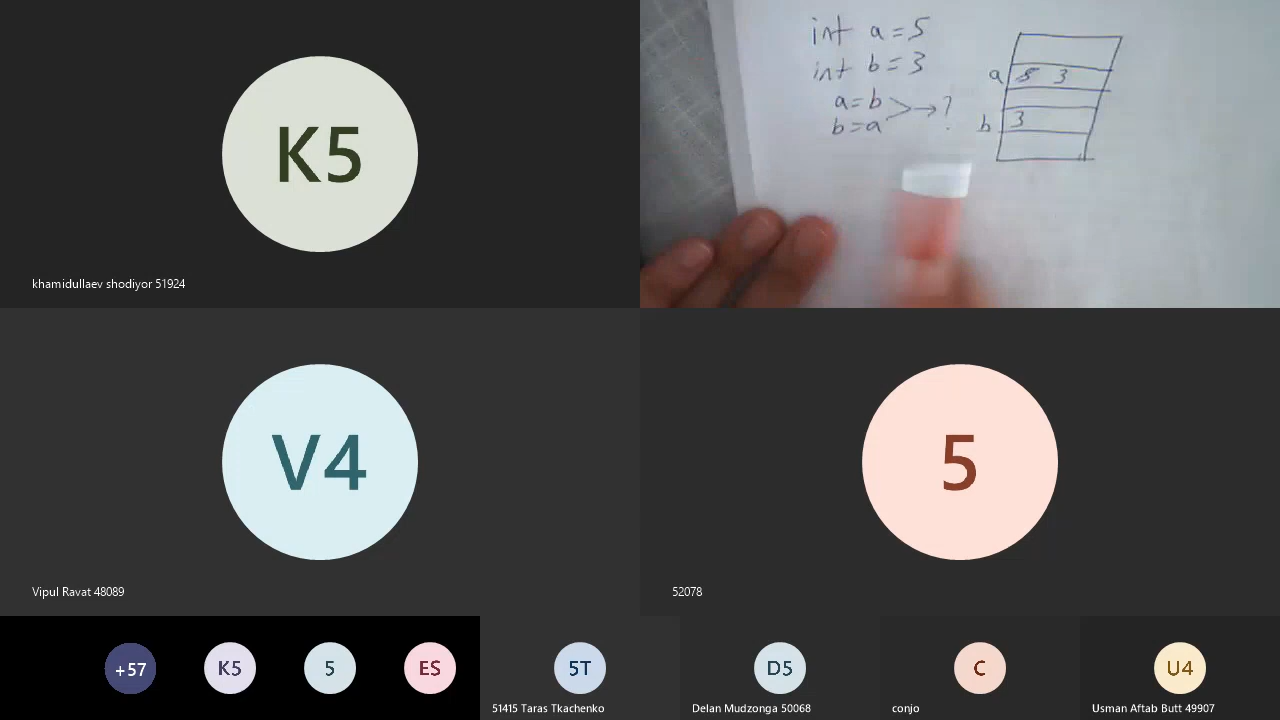 K5
khamidullaev shodiyor 51924
int a = 5
int b = 3
a = b
b = a
> → ?
a 5 3
b 3
V4
Vipul Ravat 48089
5
52078
+57
K5
5
ES
5T
51415 Taras Tkachenko
D5
Delan Mudzonga 50068
C
conjo
U4
Usman Aftab Butt 49907